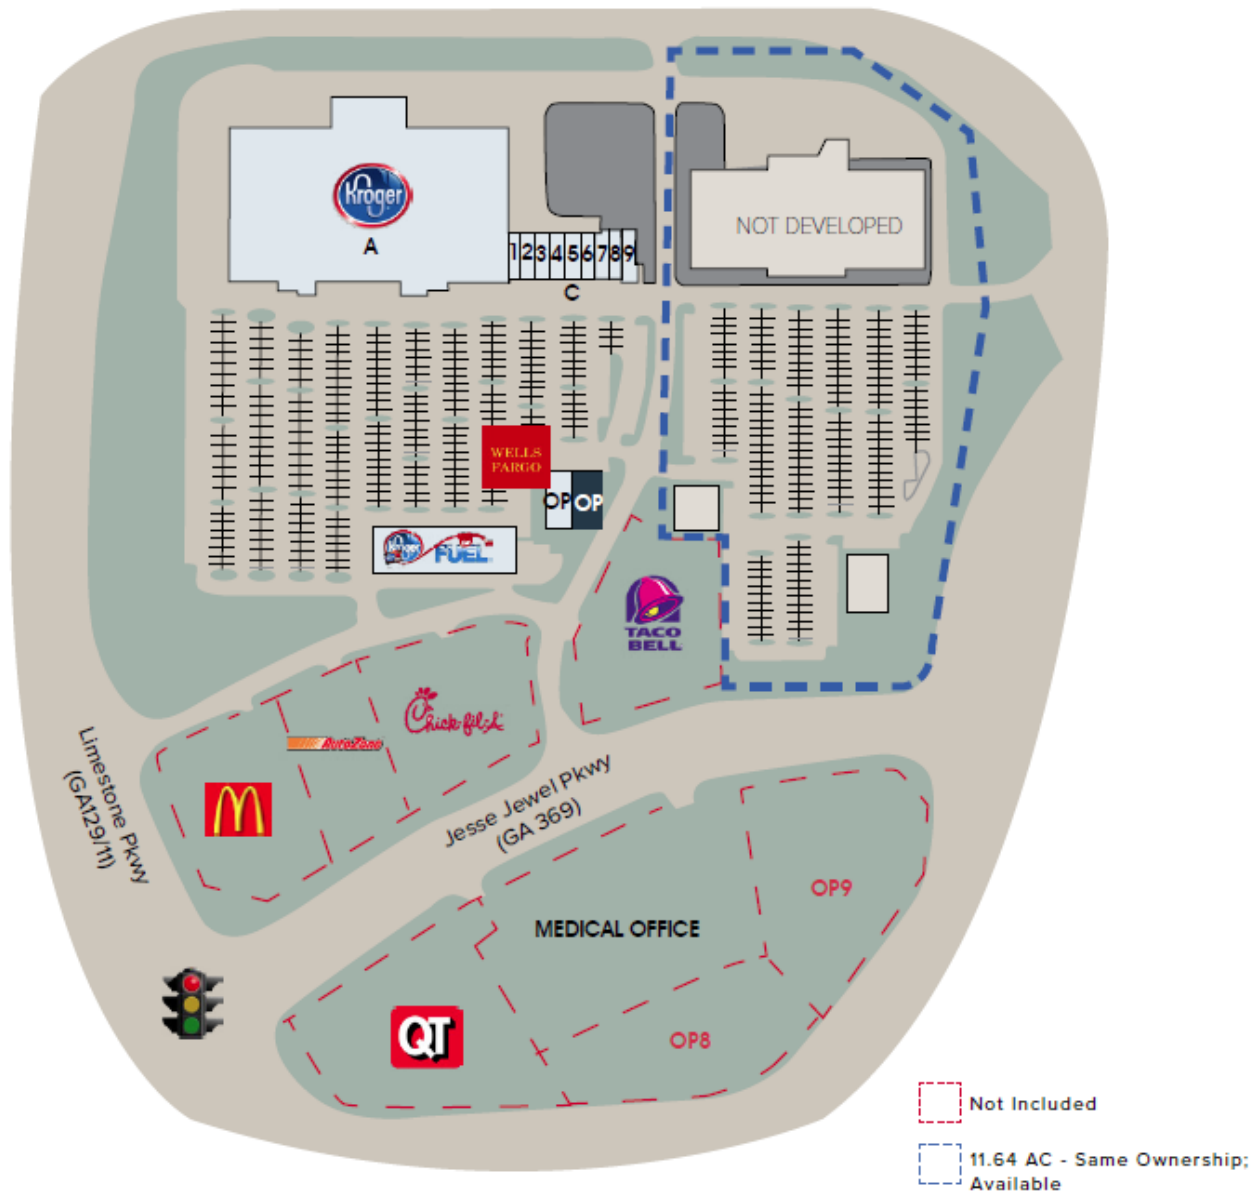 Kroger
A
NOT DEVELOPED
1 2 3 4 5 6 7 8 9
C
WELLS
FARGO
OP OP
Kroger
FUEL
TACO
BELL
Chick-fil-A
AutoZone
M
Limestone Pkwy
(GA129/11)
Jesse Jewel Pkwy
(GA 369)
OP9
MEDICAL OFFICE
QT
OP8
Not Included
11.64 AC - Same Ownership;
Available